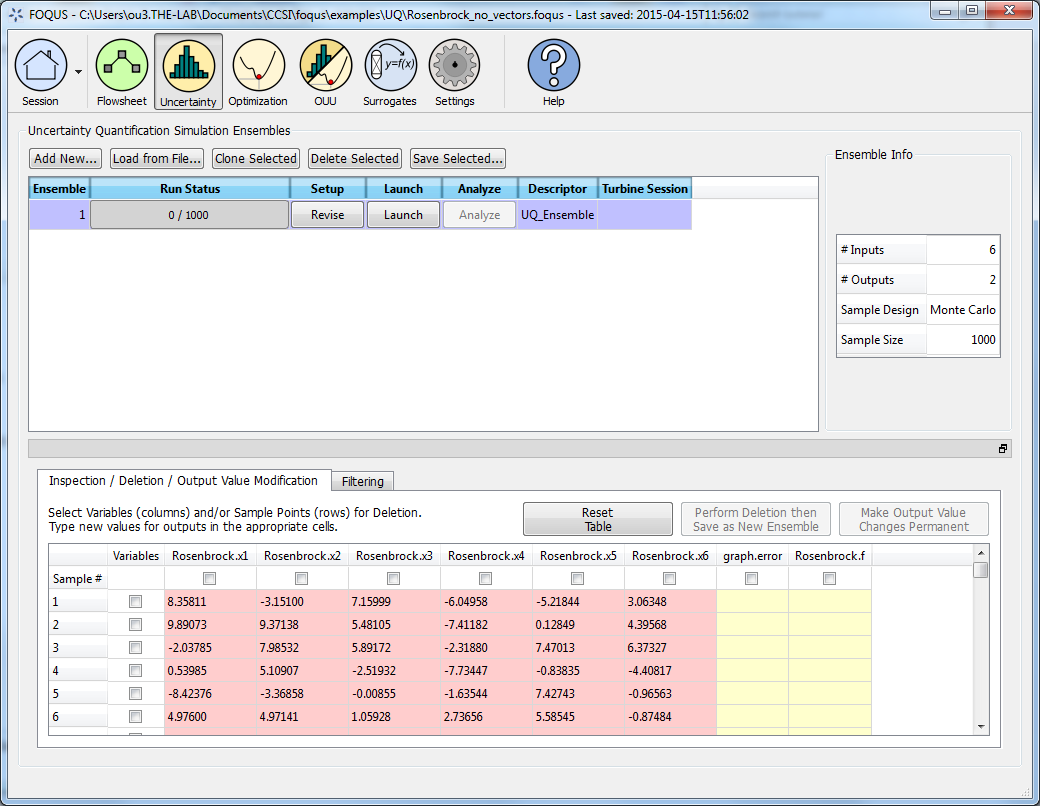 FOQUS - C:\Users\ou3.THE-LAB\Documents\CCSI\foqus\examples\UQ\Rosenbrock_no_vectors.foqus - Last saved: 2015-04-15T11:56:02
y=f(x)
Session Flowsheet Uncertainty Optimization OUU Surrogates Settings Help
Uncertainty Quantification Simulation Ensembles
Add New... Load from File... Clone Selected Delete Selected Save Selected...
Ensemble Run Status Setup Launch Analyze Descriptor Turbine Session
1 0 / 1000 Revise Launch Analyze UQ_Ensemble
Ensemble Info
# Inputs 6
# Outputs 2
Sample Design Monte Carlo
Sample Size 1000
Inspection / Deletion / Output Value Modification Filtering
Select Variables (columns) and/or Sample Points (rows) for Deletion.
Type new values for outputs in the appropriate cells.
Reset
Table
Perform Deletion then
Save as New Ensemble
Make Output Value
Changes Permanent
Variables Rosenbrock.x1 Rosenbrock.x2 Rosenbrock.x3 Rosenbrock.x4 Rosenbrock.x5 Rosenbrock.x6 graph.error Rosenbrock.f
Sample #
1 8.35811 -3.15100 7.15999 -6.04958 -5.21844 3.06348
2 9.89073 9.37138 5.48105 -7.41182 0.12849 4.39568
3 -2.03785 7.98532 5.89172 -2.31880 7.47013 6.37327
4 0.53985 5.10907 -2.51932 -7.73447 -0.83835 -4.40817
5 -8.42376 -3.36858 -0.00855 -1.63544 7.42743 -0.96563
6 4.97600 4.97141 1.05928 2.73656 5.58545 -0.87484